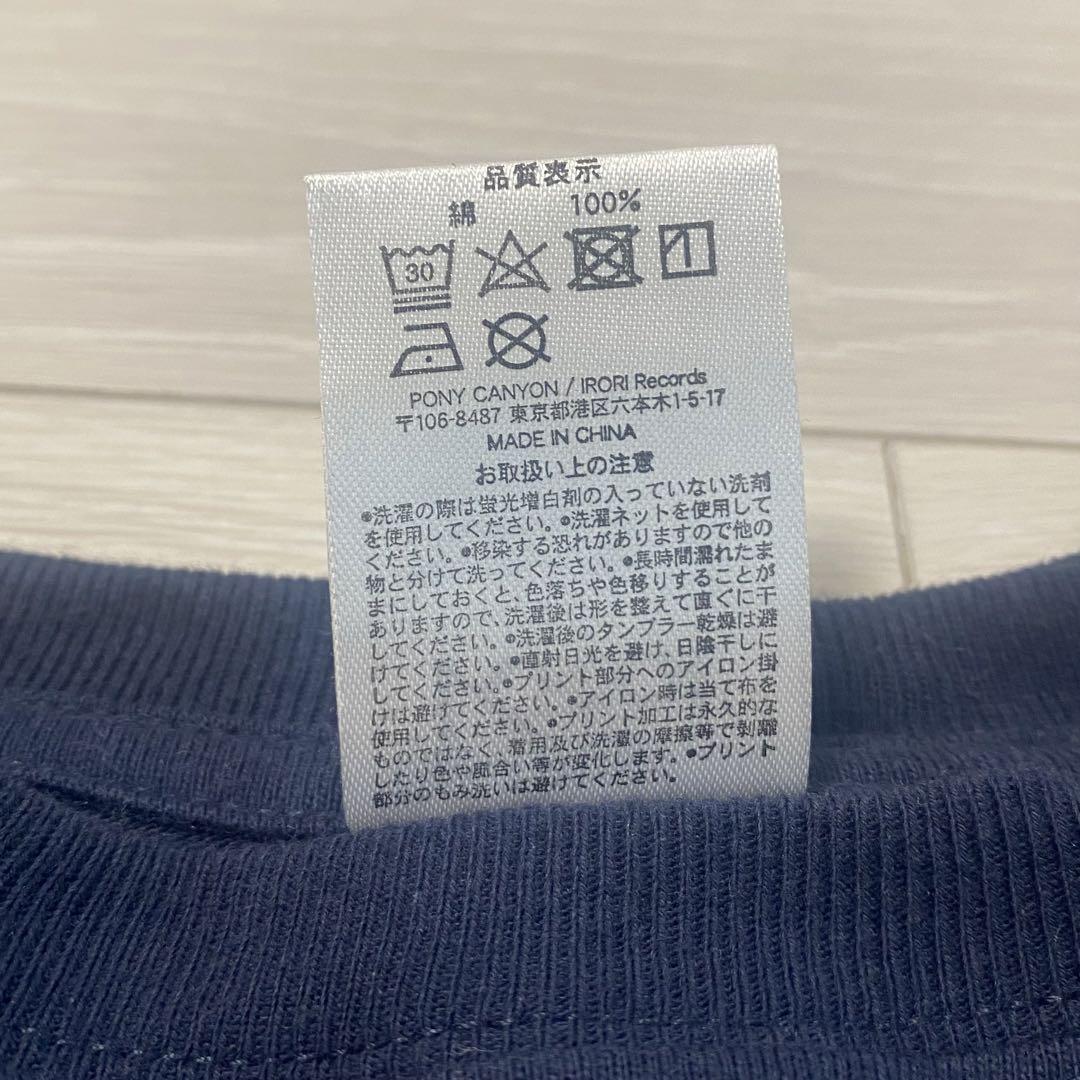 品質表示
綿 100%
30
PONY CANYON / IRORI Records
〒106-8487 東京都港区六本木1-5-17
MADE IN CHINA
お取扱い上の注意
●洗濯の際は蛍光増白剤の入っていない洗剤
を使用してください。●洗濯ネットを使用して
ください。●移染する恐れがありますので他の
物と分けて洗ってください。●長時間濡れたま
まにしておくと、色落ちや色移りすることが
ありますので、洗濯後は形を整えて直ぐに干
してください。●洗濯後のタンブラー乾燥は避
けてください。●直射日光を避け、日陰干しに
してください。●プリント部分へのアイロン掛
けは避けてください。●アイロン時は当て布を
使用してください。●プリント加工は永久的な
ものではなく、着用及び洗濯の摩擦等で剥離
したり色や風合い等が変化します。●プリント
部分のもみ洗いは避けてください。